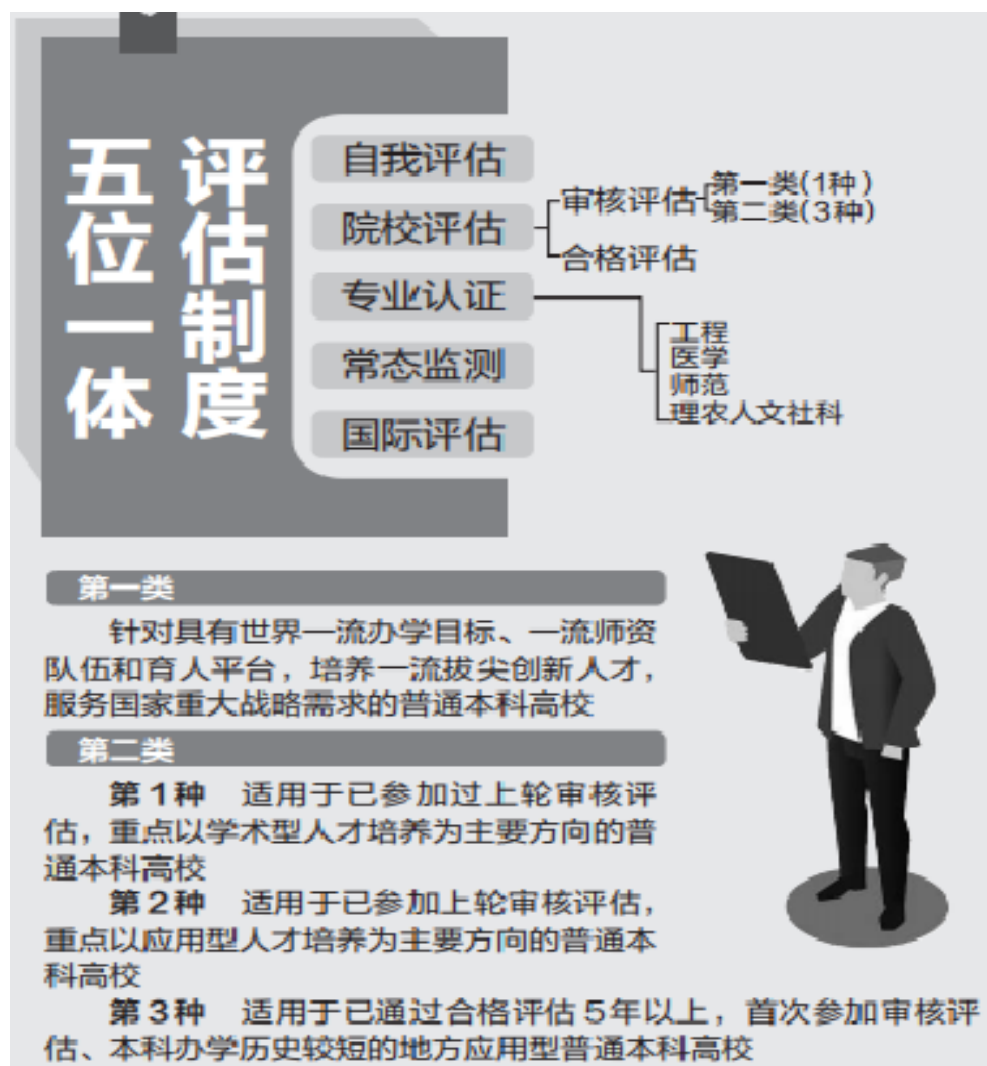 五位一体
评估制度
自我评估
院校评估
专业认证
常态监测
国际评估
审核评估
第一类(1种)
第二类(3种)
合格评估
工程
医学
师范
理农人文社科
第一类
针对具有世界一流办学目标、一流师资
队伍和育人平台，培养一流拔尖创新人才，
服务国家重大战略需求的普通本科高校
第二类
第1种 适用于已参加过上轮审核评
估，重点以学术型人才培养为主要方向的普
通本科高校
第2种 适用于已参加上轮审核评估，
重点以应用型人才培养为主要方向的普通本
科高校
第3种 适用于已通过合格评估5年以上，首次参加审核评
估、本科办学历史较短的地方应用型普通本科高校